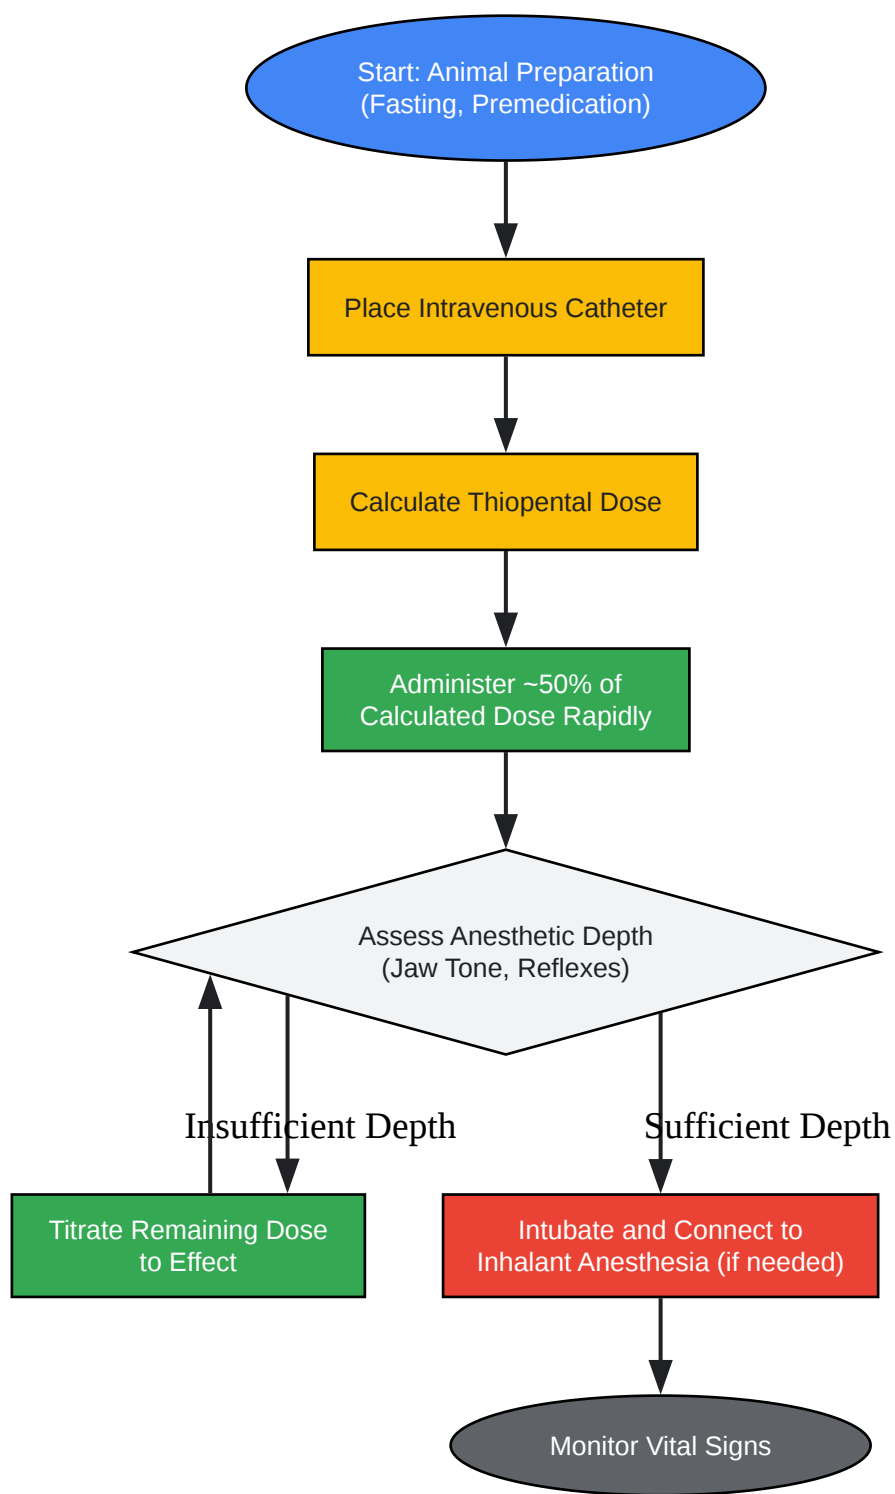 Start: Animal Preparation
(Fasting, Premedication)
Place Intravenous Catheter
Calculate Thiopental Dose
Administer ~50% of
Calculated Dose Rapidly
Assess Anesthetic Depth
(Jaw Tone, Reflexes)
Insufficient Depth
Sufficient Depth
Titrate Remaining Dose
to Effect
Intubate and Connect to
Inhalant Anesthesia (if needed)
Monitor Vital Signs